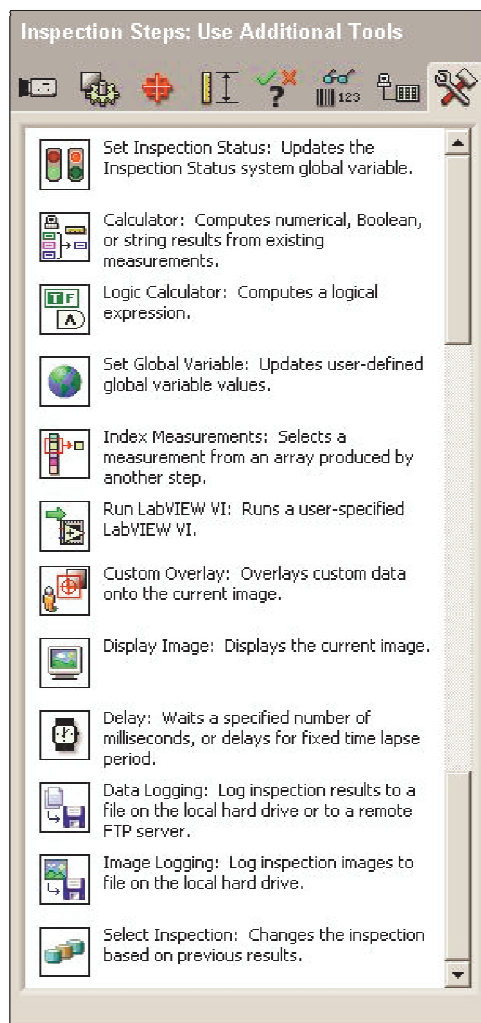 Inspection Steps: Use Additional Tools
? 123
Set Inspection Status: Updates the
Inspection Status system global variable.
Calculator: Computes numerical, Boolean,
or string results from existing
measurements.
T F
A
Logic Calculator: Computes a logical
expression.
Set Global Variable: Updates user-defined
global variable values.
Index Measurements: Selects a
measurement from an array produced by
another step.
Run LabVIEW VI: Runs a user-specified
LabVIEW VI.
Custom Overlay: Overlays custom data
onto the current image.
Display Image: Displays the current image.
Delay: Waits a specified number of
milliseconds, or delays for fixed time lapse
period.
Data Logging: Log inspection results to a
file on the local hard drive or to a remote
FTP server.
Image Logging: Log inspection images to
file on the local hard drive.
Select Inspection: Changes the inspection
based on previous results.